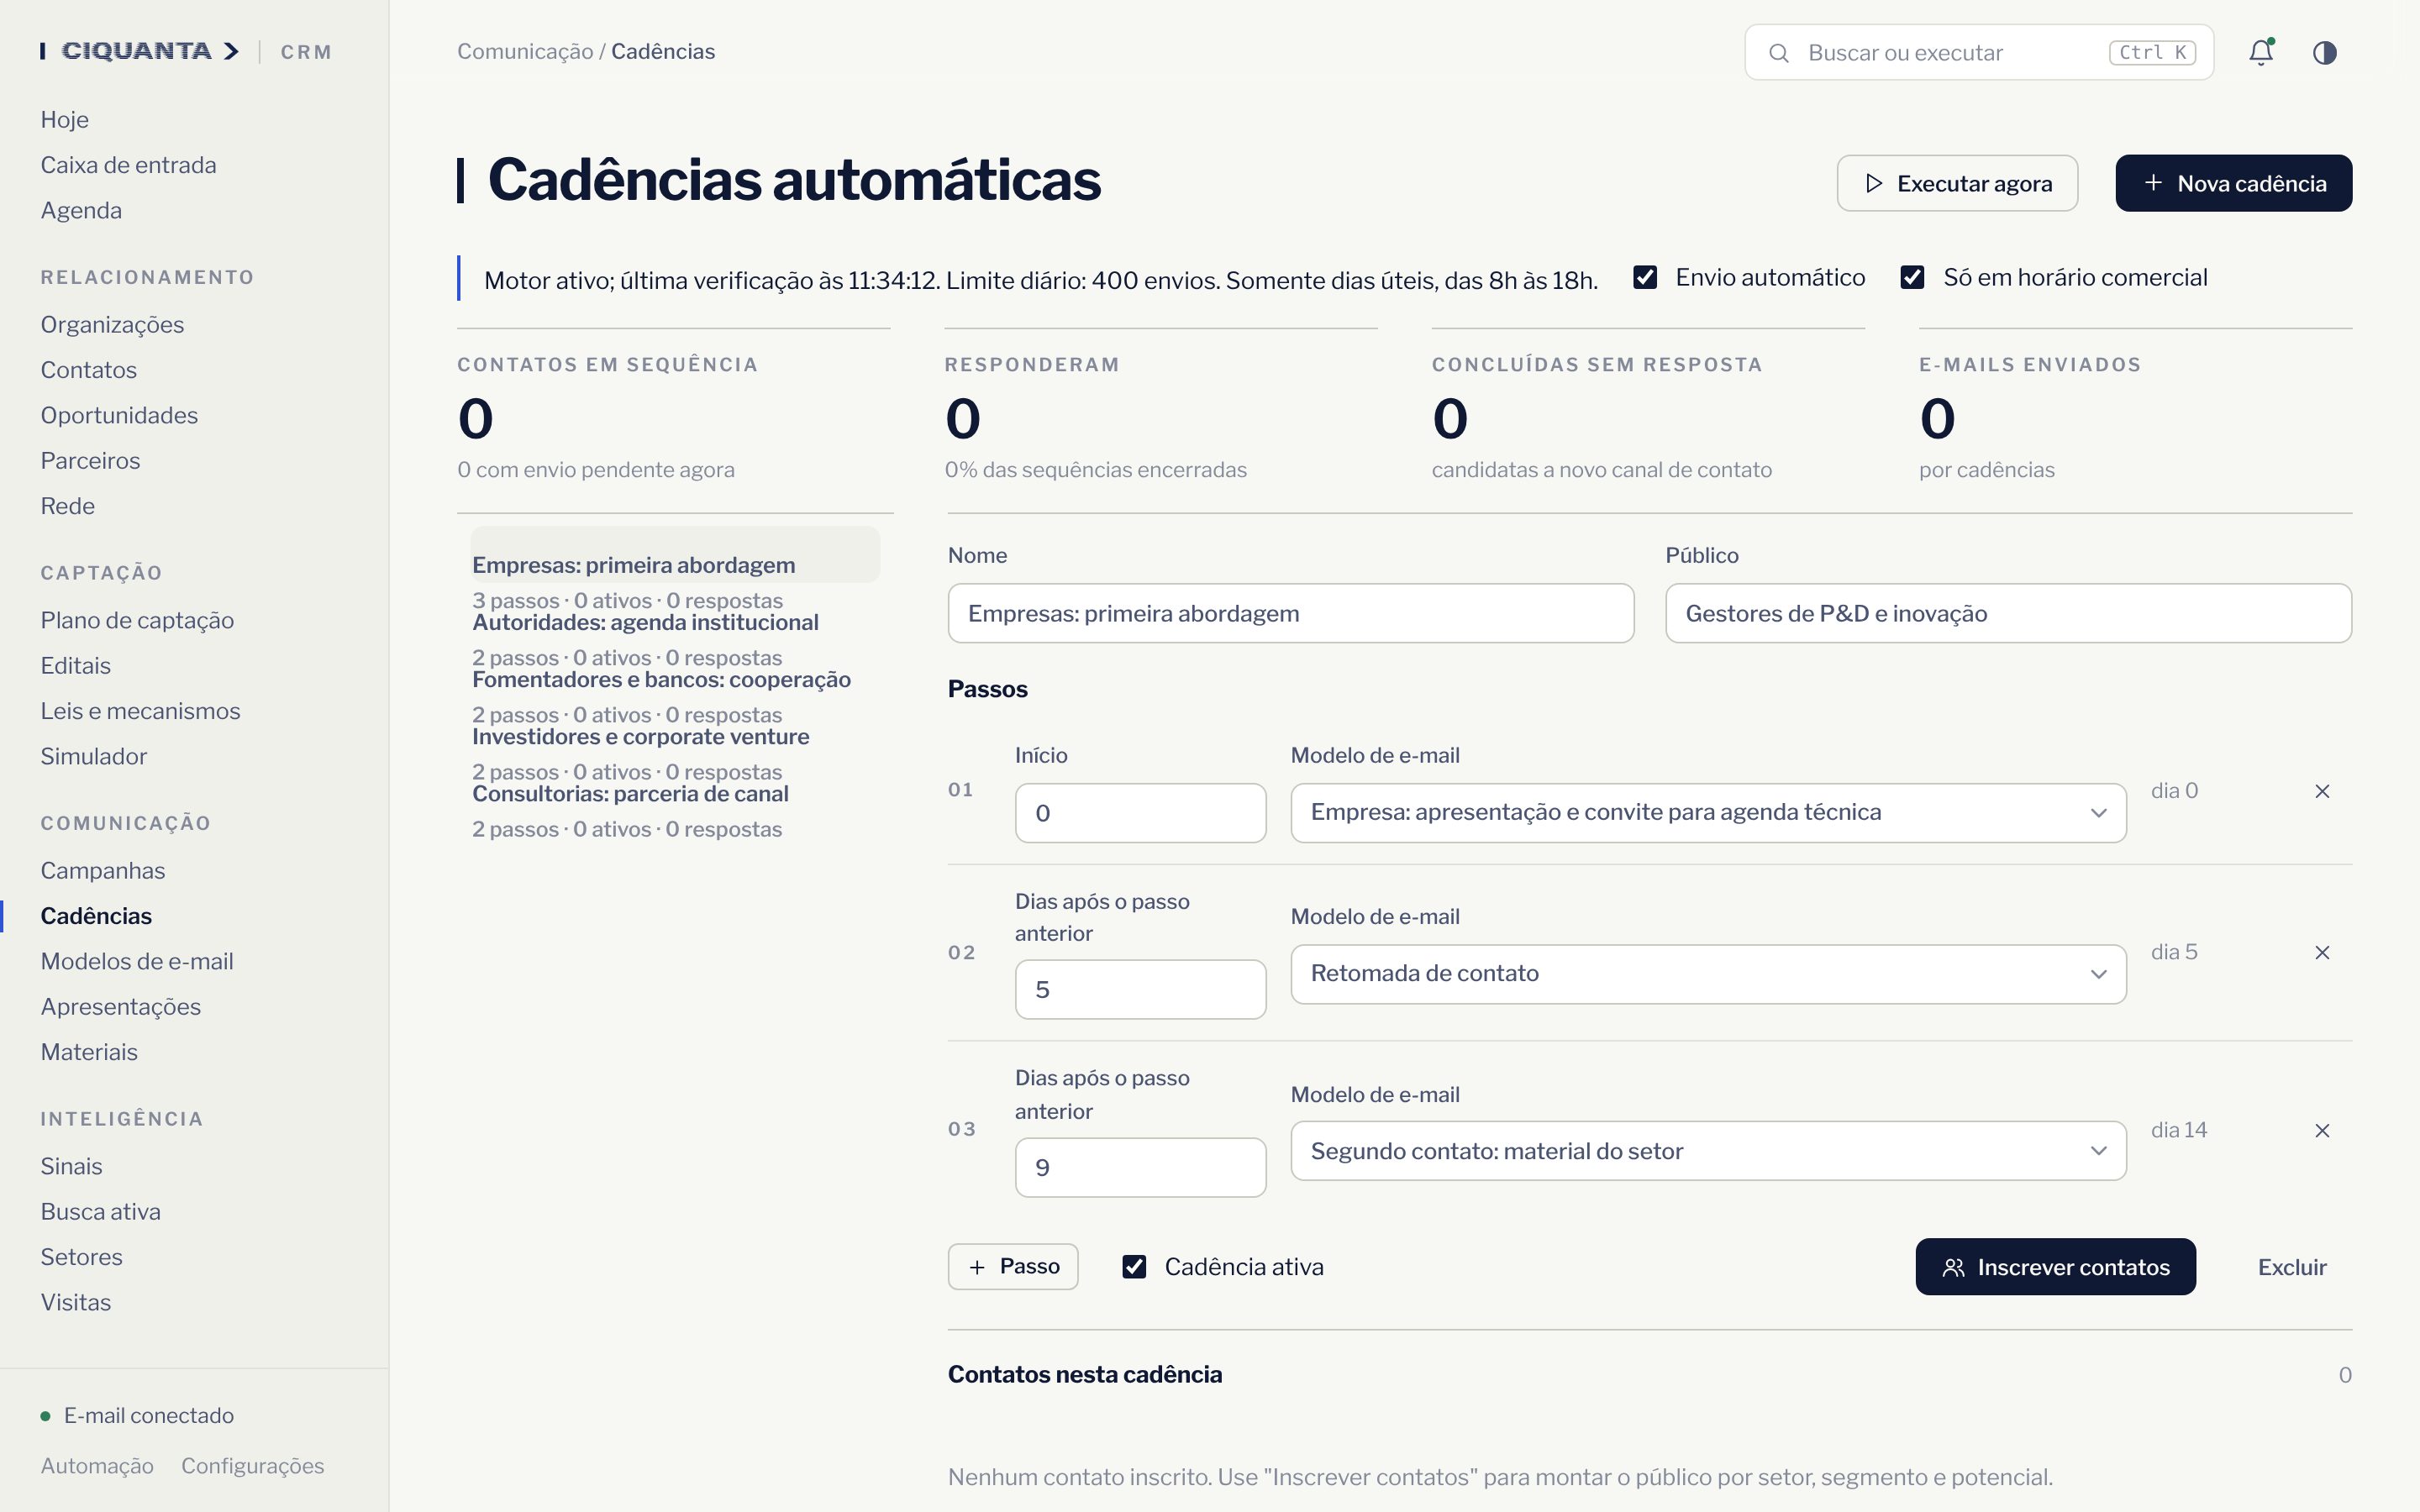 CIQUANTA CRM
Hoje
Caixa de entrada
Agenda
RELACIONAMENTO
Organizações
Contatos
Oportunidades
Parceiros
Rede
CAPTAÇÃO
Plano de captação
Editais
Leis e mecanismos
Simulador
COMUNICAÇÃO
Campanhas
Cadências
Modelos de e-mail
Apresentações
Materiais
INTELIGÊNCIA
Sinais
Busca ativa
Setores
Visitas
E-mail conectado
Automação Configurações
Comunicação / Cadências
Buscar ou executar Ctrl K
Cadências automáticas
Executar agora
+ Nova cadência
Motor ativo; última verificação às 11:34:12. Limite diário: 400 envios. Somente dias úteis, das 8h às 18h.
Envio automático
Só em horário comercial
CONTATOS EM SEQUÊNCIA
0
0 com envio pendente agora
RESPONDERAM
0
0% das sequências encerradas
CONCLUÍDAS SEM RESPOSTA
0
candidatas a novo canal de contato
E-MAILS ENVIADOS
0
por cadências
Empresas: primeira abordagem
3 passos · 0 ativos · 0 respostas
Autoridades: agenda institucional
2 passos · 0 ativos · 0 respostas
Fomentadores e bancos: cooperação
2 passos · 0 ativos · 0 respostas
Investidores e corporate venture
2 passos · 0 ativos · 0 respostas
Consultorias: parceria de canal
2 passos · 0 ativos · 0 respostas
Nome
Empresas: primeira abordagem
Público
Gestores de P&D e inovação
Passos
01
Início
0
Modelo de e-mail
Empresa: apresentação e convite para agenda técnica
dia 0
02
Dias após o passo
anterior
5
Modelo de e-mail
Retomada de contato
dia 5
03
Dias após o passo
anterior
9
Modelo de e-mail
Segundo contato: material do setor
dia 14
+ Passo
Cadência ativa
Inscrever contatos
Excluir
Contatos nesta cadência
0
Nenhum contato inscrito. Use "Inscrever contatos" para montar o público por setor, segmento e potencial.